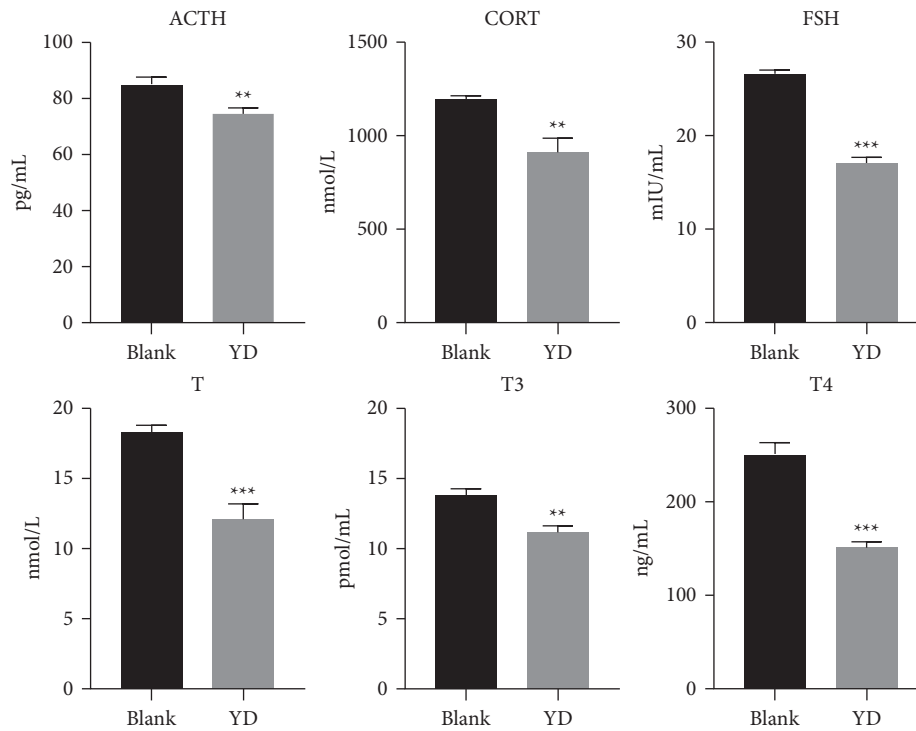 ACTH
100
80
60
40
20
0
pg/mL
**
Blank YD
CORT
1500
1000
500
0
nmol/L
**
Blank YD
FSH
30
20
10
0
mIU/mL
***
Blank YD
T
20
15
10
5
0
nmol/L
***
Blank YD
T3
20
15
10
5
0
pmol/mL
**
Blank YD
T4
300
200
100
0
ng/mL
***
Blank YD